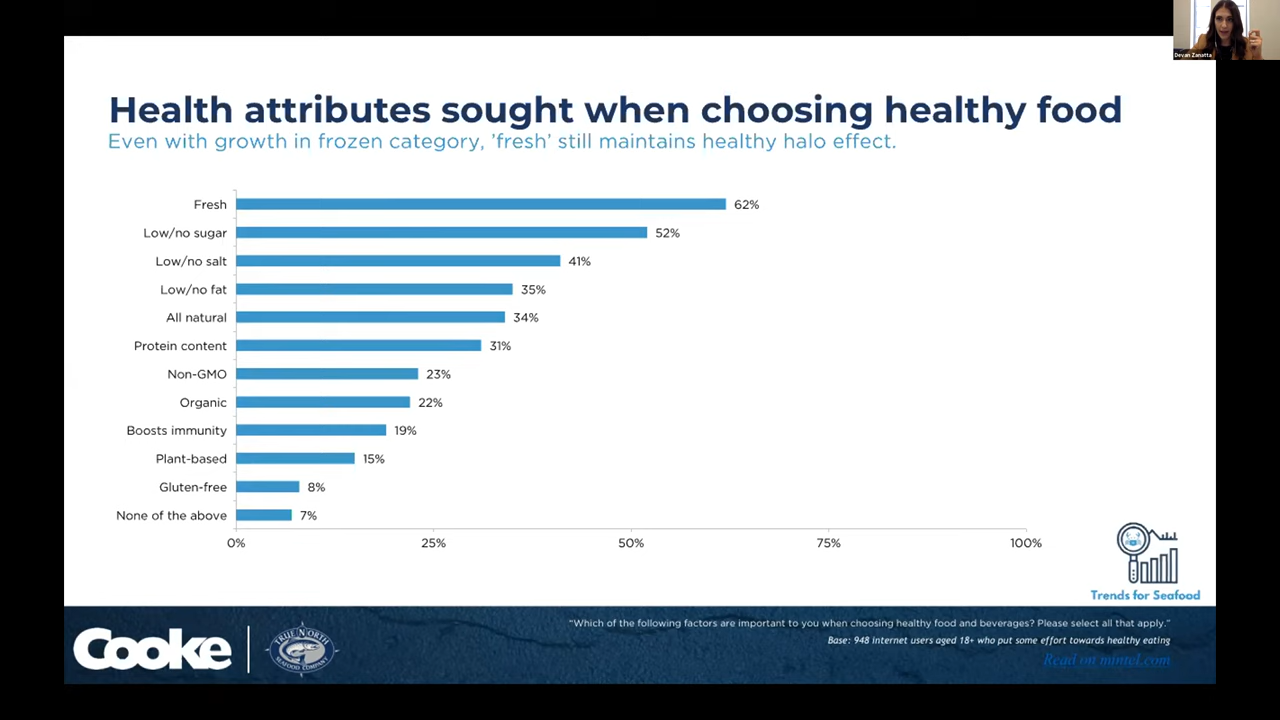 Devan Zanatta
Health attributes sought when choosing healthy food
Even with growth in frozen category, 'fresh' still maintains healthy halo effect.
Fresh 62%
Low/no sugar 52%
Low/no salt 41%
Low/no fat 35%
All natural 34%
Protein content 31%
Non-GMO 23%
Organic 22%
Boosts immunity 19%
Plant-based 15%
Gluten-free 8%
None of the above 7%
0% 25% 50% 75% 100%
Trends for Seafood
"Which of the following factors are important to you when choosing healthy food and beverages? Please select all that apply."
Base: 948 internet users aged 18+ who put some effort towards healthy eating
Read on mintel.com
Cooke
TRUE NORTH
SEAFOOD COMPANY